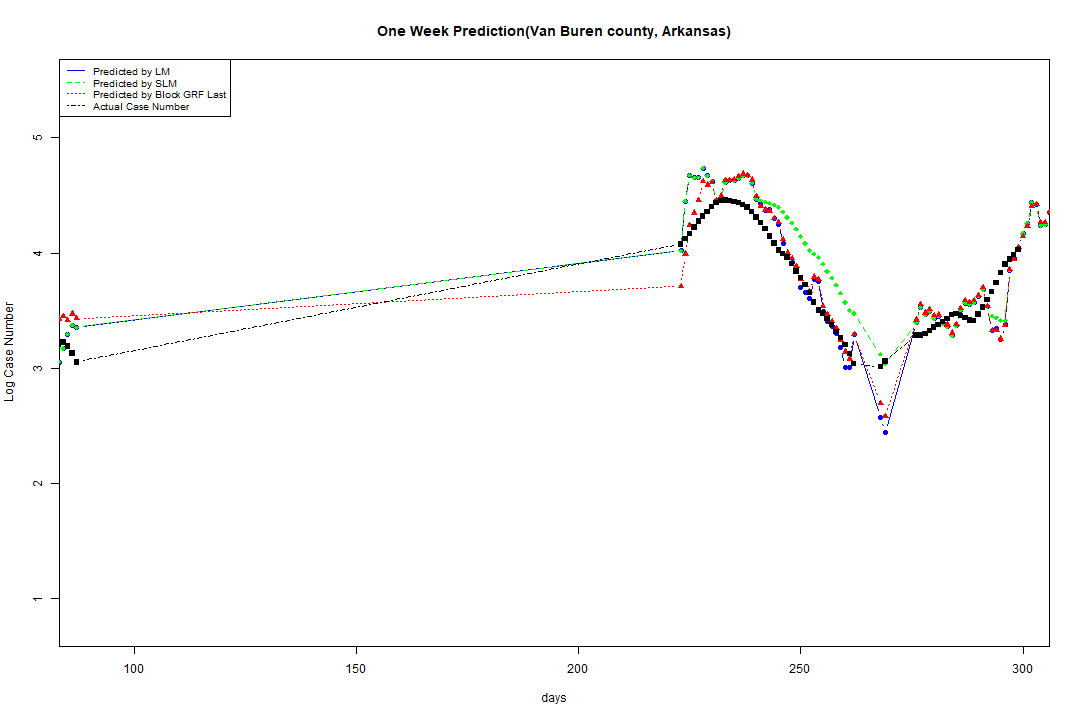 One Week Prediction(Van Buren county, Arkansas)
Predicted by LM
Predicted by SLM
Predicted by Block GRF Last
Actual Case Number
Log Case Number
5
4
3
2
1
100 150 200 250 300
days